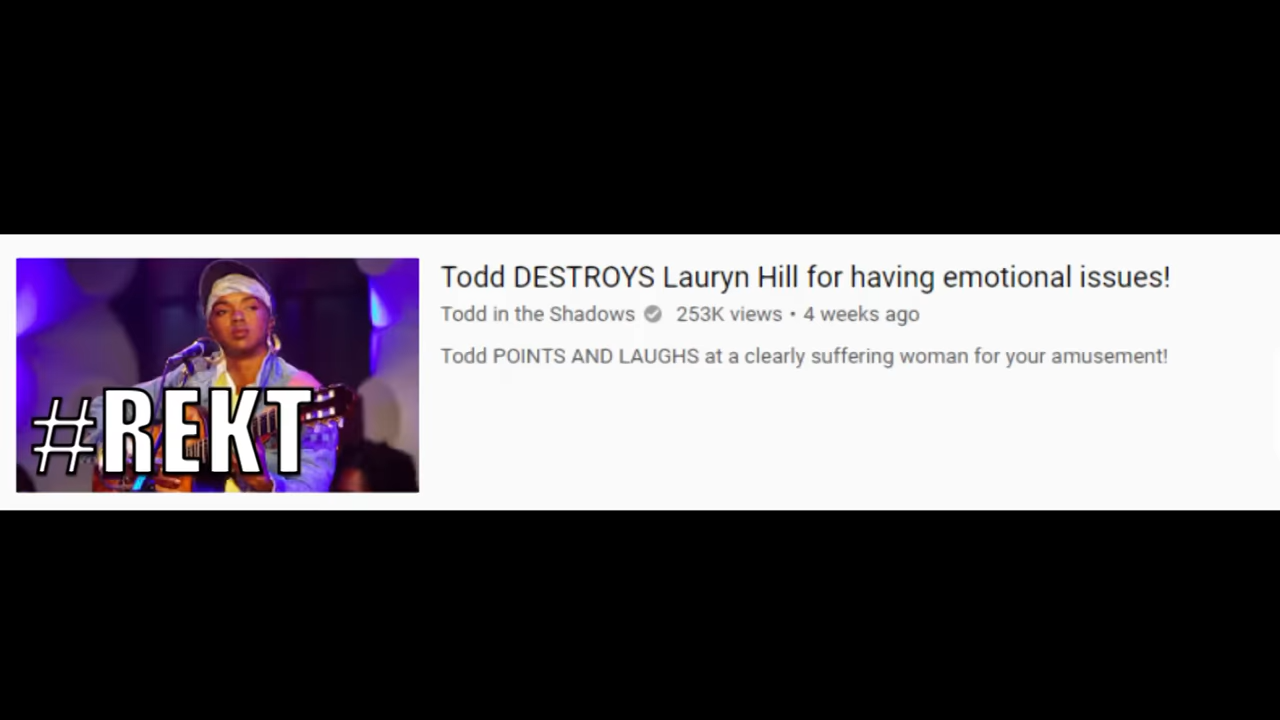 Todd DESTROYS Lauryn Hill for having emotional issues!
Todd in the Shadows 253K views • 4 weeks ago
Todd POINTS AND LAUGHS at a clearly suffering woman for your amusement!
#REKT